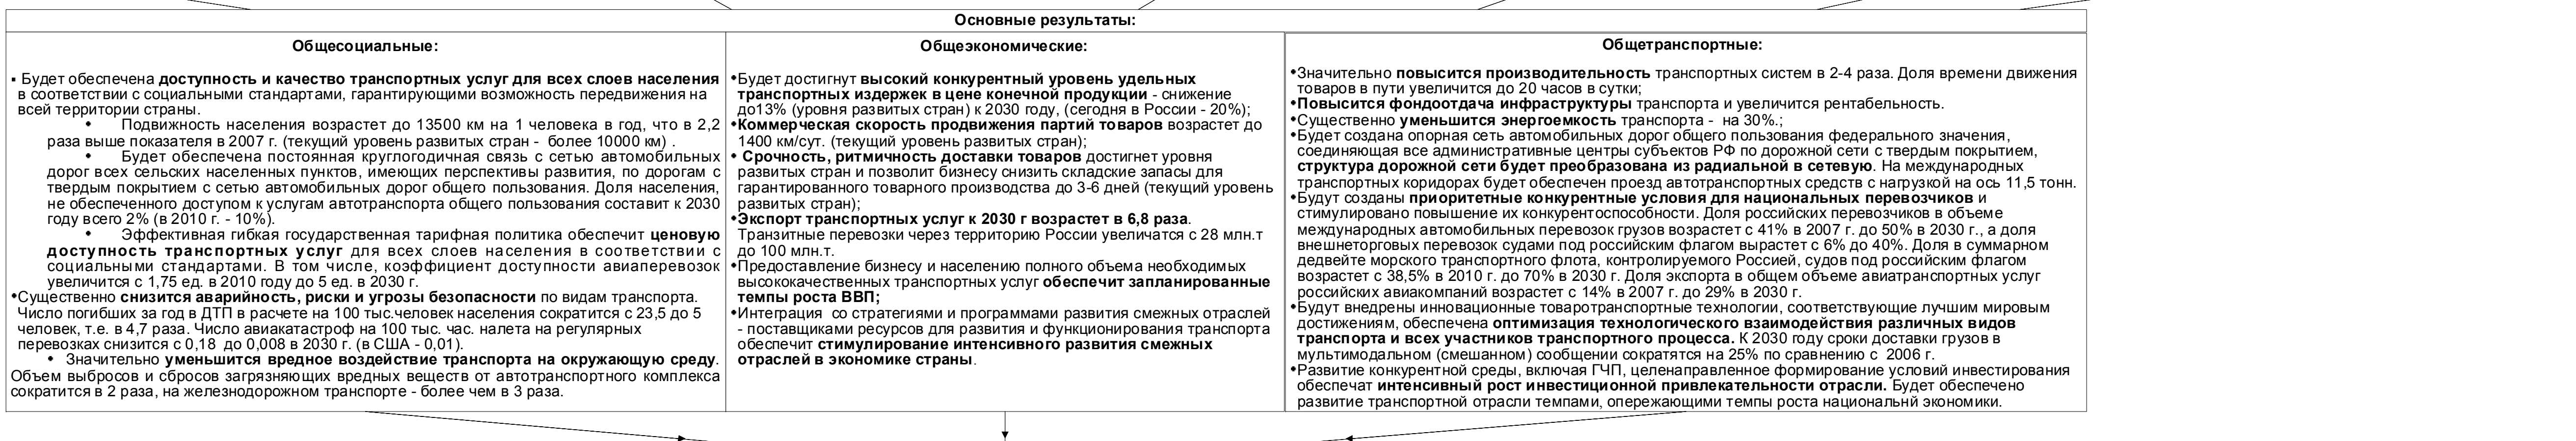 Основные результаты:
Общесоциальные:
▪ Будет обеспечена доступность и качество транспортных услуг для всех слоев населения
в соответствии с социальными стандартами, гарантирующими возможность передвижения на
всей территории страны.
• Подвижность населения возрастет до 13500 км на 1 человека в год, что в 2,2
раза выше показателя в 2007 г. (текущий уровень развитых стран - более 10000 км) .
• Будет обеспечена постоянная круглогодичная связь с сетью автомобильных
дорог всех сельских населенных пунктов, имеющих перспективы развития, по дорогам с
твердым покрытием с сетью автомобильных дорог общего пользования. Доля населения,
не обеспеченного доступом к услугам автотранспорта общего пользования составит к 2030
году всего 2% (в 2010 г. - 10%).
• Эффективная гибкая государственная тарифная политика обеспечит ценовую
доступность транспортных услуг для всех слоев населения в соответствии с
социальными стандартами. В том числе, коэффициент доступности авиаперевозок
увеличится с 1,75 ед. в 2010 году до 5 ед. в 2030 г.
•Существенно снизится аварийность, риски и угрозы безопасности по видам транспорта.
Число погибших за год в ДТП в расчете на 100 тыс.человек населения сократится с 23,5 до 5
человек, т.е. в 4,7 раза. Число авиакатастроф на 100 тыс. час. налета на регулярных
перевозках снизится с 0,18 до 0,008 в 2030 г. (в США - 0,01).
• Значительно уменьшится вредное воздействие транспорта на окружающую среду.
Объем выбросов и сбросов загрязняющих вредных веществ от автотранспортного комплекса
сократится в 2 раза, на железнодорожном транспорте - более чем в 3 раза.
Общеэкономические:
•Будет достигнут высокий конкурентный уровень удельных
транспортных издержек в цене конечной продукции - снижение
до13% (уровня развитых стран) к 2030 году, (сегодня в России - 20%);
•Коммерческая скорость продвижения партий товаров возрастет до
1400 км/сут. (текущий уровень развитых стран);
• Срочность, ритмичность доставки товаров достигнет уровня
развитых стран и позволит бизнесу снизить складские запасы для
гарантированного товарного производства до 3-6 дней (текущий уровень
развитых стран);
•Экспорт транспортных услуг к 2030 г возрастет в 6,8 раза.
Транзитные перевозки через территорию России увеличатся с 28 млн.т
до 100 млн.т.
•Предоставление бизнесу и населению полного объема необходимых
высококачественных транспортных услуг обеспечит запланированные
темпы роста ВВП;
•Интеграция со стратегиями и программами развития смежных отраслей
- поставщиками ресурсов для развития и функционирования транспорта
обеспечит стимулирование интенсивного развития смежных
отраслей в экономике страны.
Общетранспортные:
•Значительно повысится производительность транспортных систем в 2-4 раза. Доля времени движения
товаров в пути увеличится до 20 часов в сутки;
•Повысится фондоотдача инфраструктуры транспорта и увеличится рентабельность.
•Существенно уменьшится энергоемкость транспорта - на 30%.;
•Будет создана опорная сеть автомобильных дорог общего пользования федерального значения,
соединяющая все административные центры субъектов РФ по дорожной сети с твердым покрытием,
структура дорожной сети будет преобразована из радиальной в сетевую. На международных
транспортных коридорах будет обеспечен проезд автотранспортных средств с нагрузкой на ось 11,5 тонн.
•Будут созданы приоритетные конкурентные условия для национальных перевозчиков и
стимулировано повышение их конкурентоспособности. Доля российских перевозчиков в объеме
международных автомобильных перевозок грузов возрастет с 41% в 2007 г. до 50% в 2030 г., а доля
внешнеторговых перевозок судами под российским флагом вырастет с 6% до 40%. Доля в суммарном
дедвейте морского транспортного флота, контролируемого Россией, судов под российским флагом
возрастет с 38,5% в 2010 г. до 70% в 2030 г. Доля экспорта в общем объеме авиатранспортных услуг
российских авиакомпаний возрастет с 14% в 2007 г. до 29% в 2030 г.
•Будут внедрены инновационные товаротранспортные технологии, соответствующие лучшим мировым
достижениям, обеспечена оптимизация технологического взаимодействия различных видов
транспорта и всех участников транспортного процесса. К 2030 году сроки доставки грузов в
мультимодальном (смешанном) сообщении сократятся на 25% по сравнению с 2006 г.
•Развитие конкурентной среды, включая ГЧП, целенаправленное формирование условий инвестирования
обеспечат интенсивный рост инвестиционной привлекательности отрасли. Будет обеспечено
развитие транспортной отрасли темпами, опережающими темпы роста национальнй экономики.